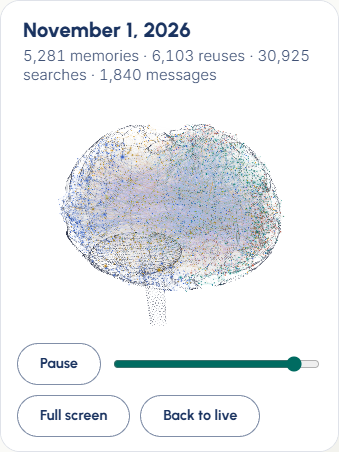 November 1, 2026
5,281 memories · 6,103 reuses · 30,925
searches · 1,840 messages
Pause
Full screen
Back to live